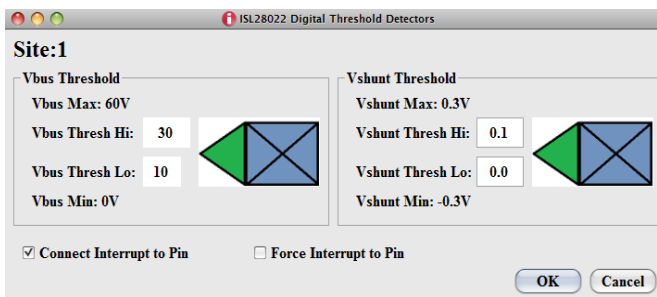 ISL28022 Digital Threshold Detectors
Site:1
Vbus Threshold
Vbus Max: 60V
Vbus Thresh Hi: 30
Vbus Thresh Lo: 10
Vbus Min: 0V
Vshunt Threshold
Vshunt Max: 0.3V
Vshunt Thresh Hi: 0.1
Vshunt Thresh Lo: 0.0
Vshunt Min: -0.3V
Connect Interrupt to Pin
Force Interrupt to Pin
OK
Cancel